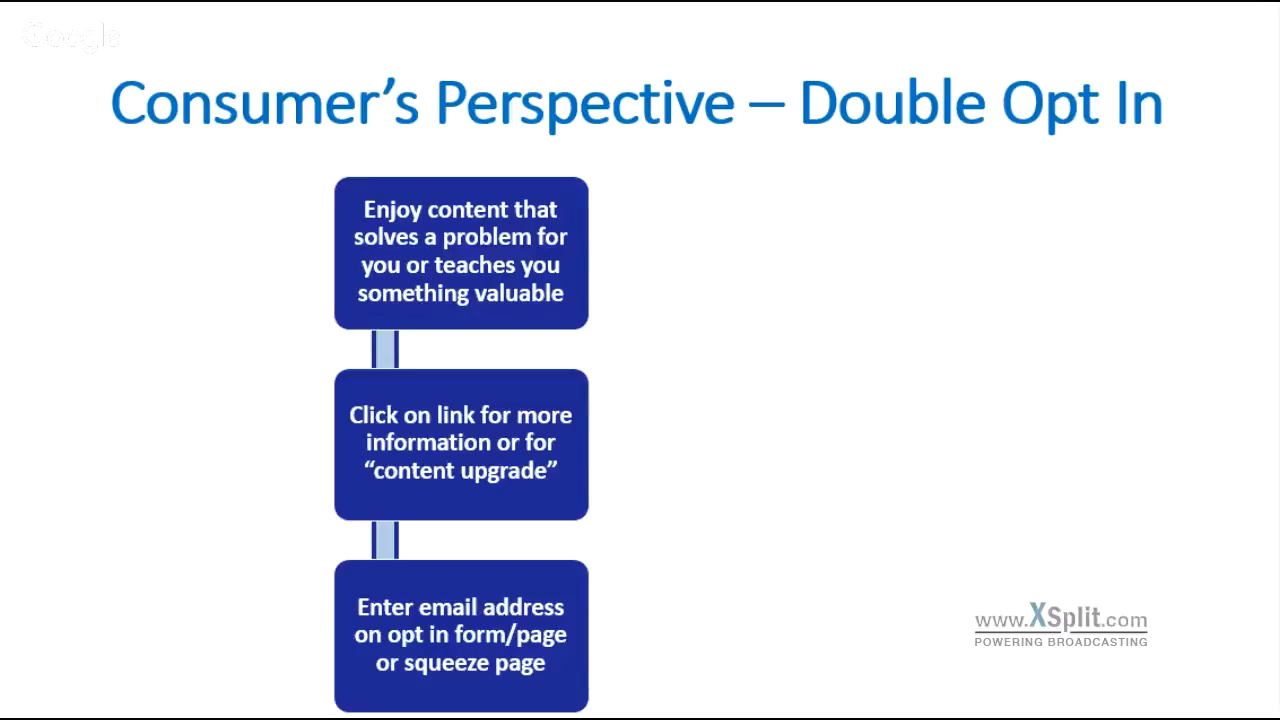 Google
Consumer’s Perspective – Double Opt In
Enjoy content that
solves a problem for
you or teaches you
something valuable
Click on link for more
information or for
“content upgrade”
Enter email address
on opt in form/page
or squeeze page
www.XSplit.com
POWERING BROADCASTING